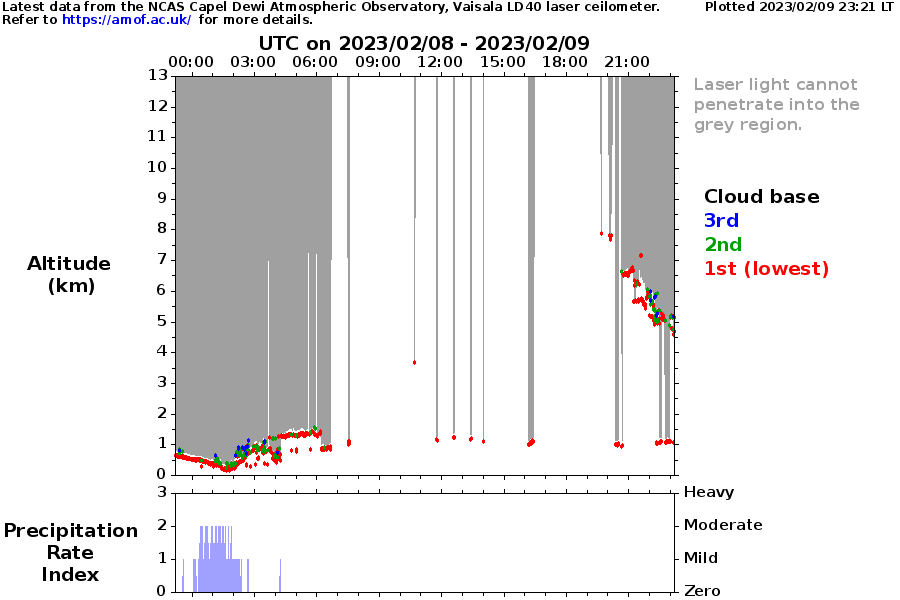 Latest data from the NCAS Capel Dewi Atmospheric Observatory, Vaisala LD40 laser ceilometer. Plotted 2023/02/09 23:21 LT
Refer to https://amof.ac.uk/ for more details.
UTC on 2023/02/08 - 2023/02/09
00:00 03:00 06:00 09:00 12:00 15:00 18:00 21:00
13
12
11
10
9
8
7
6
5
4
3
2
1
0
Altitude
(km)
Laser light cannot
penetrate into the
grey region.
Cloud base
3rd
2nd
1st (lowest)
3 Heavy
2 Moderate
1 Mild
0 Zero
Precipitation
Rate
Index